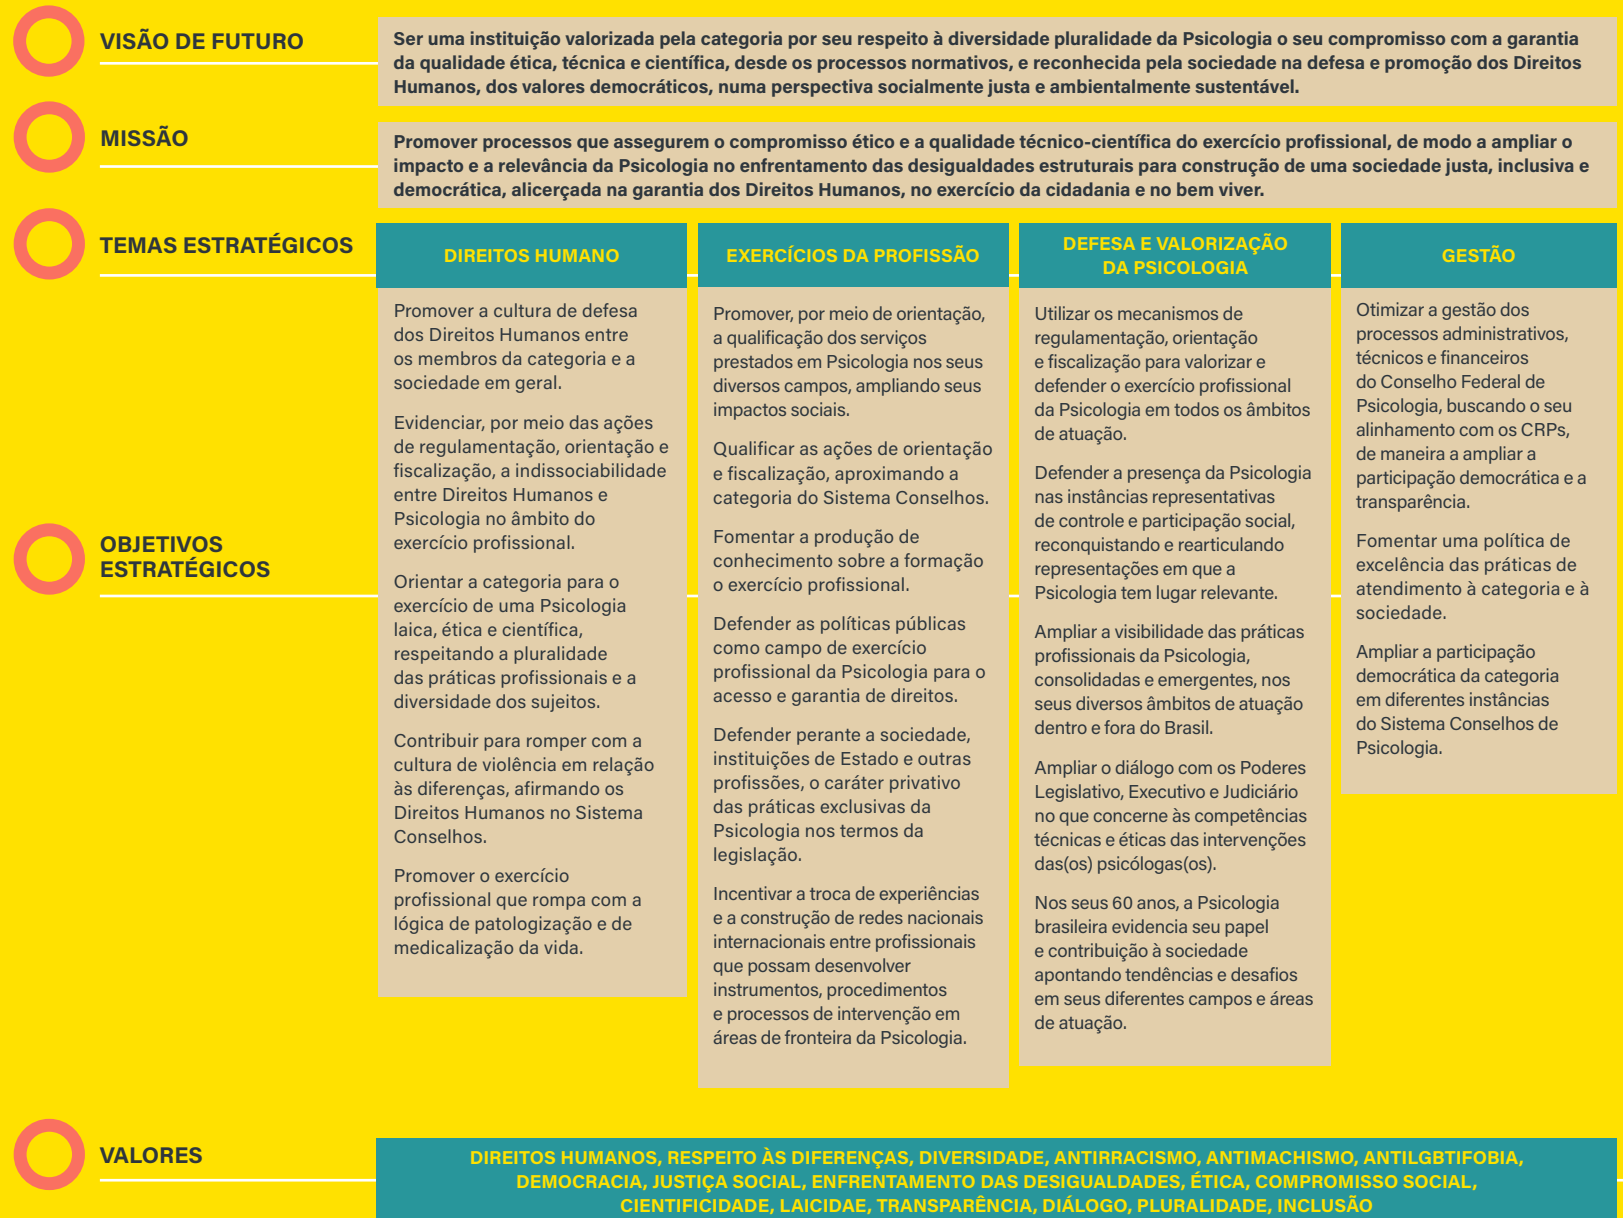 VISÃO DE FUTURO
Ser uma instituição valorizada pela categoria por seu respeito à diversidade pluralidade da Psicologia o seu compromisso com a garantia
da qualidade ética, técnica e científica, desde os processos normativos, e reconhecida pela sociedade na defesa e promoção dos Direitos
Humanos, dos valores democráticos, numa perspectiva socialmente justa e ambientalmente sustentável.
MISSÃO
Promover processos que assegurem o compromisso ético e a qualidade técnico-científica do exercício profissional, de modo a ampliar o
impacto e a relevância da Psicologia no enfrentamento das desigualdades estruturais para construção de uma sociedade justa, inclusiva e
democrática, alicerçada na garantia dos Direitos Humanos, no exercício da cidadania e no bem viver.
TEMAS ESTRATÉGICOS
OBJETIVOS
ESTRATÉGICOS
DIREITOS HUMANO
Promover a cultura de defesa
dos Direitos Humanos entre
os membros da categoria e a
sociedade em geral.
Evidenciar, por meio das ações
de regulamentação, orientação e
fiscalização, a indissociabilidade
entre Direitos Humanos e
Psicologia no âmbito do
exercício profissional.
Orientar a categoria para o
exercício de uma Psicologia
laica, ética e científica,
respeitando a pluralidade
das práticas profissionais e a
diversidade dos sujeitos.
Contribuir para romper com a
cultura de violência em relação
às diferenças, afirmando os
Direitos Humanos no Sistema
Conselhos.
Promover o exercício
profissional que rompa com a
lógica de patologização e de
medicalização da vida.
EXERCÍCIOS DA PROFISSÃO
Promover, por meio de orientação,
a qualificação dos serviços
prestados em Psicologia nos seus
diversos campos, ampliando seus
impactos sociais.
Qualificar as ações de orientação
e fiscalização, aproximando a
categoria do Sistema Conselhos.
Fomentar a produção de
conhecimento sobre a formação
o exercício profissional.
Defender as políticas públicas
como campo de exercício
profissional da Psicologia para o
acesso e garantia de direitos.
Defender perante a sociedade,
instituições de Estado e outras
profissões, o caráter privativo
das práticas exclusivas da
Psicologia nos termos da
legislação.
Incentivar a troca de experiências
e a construção de redes nacionais
internacionais entre profissionais
que possam desenvolver
instrumentos, procedimentos
e processos de intervenção em
áreas de fronteira da Psicologia.
DEFESA E VALORIZAÇÃO
DA PSICOLOGIA
Utilizar os mecanismos de
regulamentação, orientação
e fiscalização para valorizar e
defender o exercício profissional
da Psicologia em todos os âmbitos
de atuação.
Defender a presença da Psicologia
nas instâncias representativas
de controle e participação social,
reconquistando e rearticulando
representações em que a
Psicologia tem lugar relevante.
Ampliar a visibilidade das práticas
profissionais da Psicologia,
consolidadas e emergentes, nos
seus diversos âmbitos de atuação
dentro e fora do Brasil.
Ampliar o diálogo com os Poderes
Legislativo, Executivo e Judiciário
no que concerne às competências
técnicas e éticas das intervenções
das(os) psicólogas(os).
Nos seus 60 anos, a Psicologia
brasileira evidencia seu papel
e contribuição à sociedade
apontando tendências e desafios
em seus diferentes campos e áreas
de atuação.
GESTÃO
Otimizar a gestão dos
processos administrativos,
técnicos e financeiros
do Conselho Federal de
Psicologia, buscando o seu
alinhamento com os CRPs,
de maneira a ampliar a
participação democrática e a
transparência.
Fomentar uma política de
excelência das práticas de
atendimento à categoria e à
sociedade.
Ampliar a participação
democrática da categoria
em diferentes instâncias
do Sistema Conselhos de
Psicologia.
VALORES
DIREITOS HUMANOS, RESPEITO ÀS DIFERENÇAS, DIVERSIDADE, ANTIRRACISMO, ANTIMACHISMO, ANTILGBTIFOBIA,
DEMOCRACIA, JUSTIÇA SOCIAL, ENFRENTAMENTO DAS DESIGUALDADES, ÉTICA, COMPROMISSO SOCIAL,
CIENTIFICIDADE, LAICIDAE, TRANSPARÊNCIA, DIÁLOGO, PLURALIDADE, INCLUSÃO